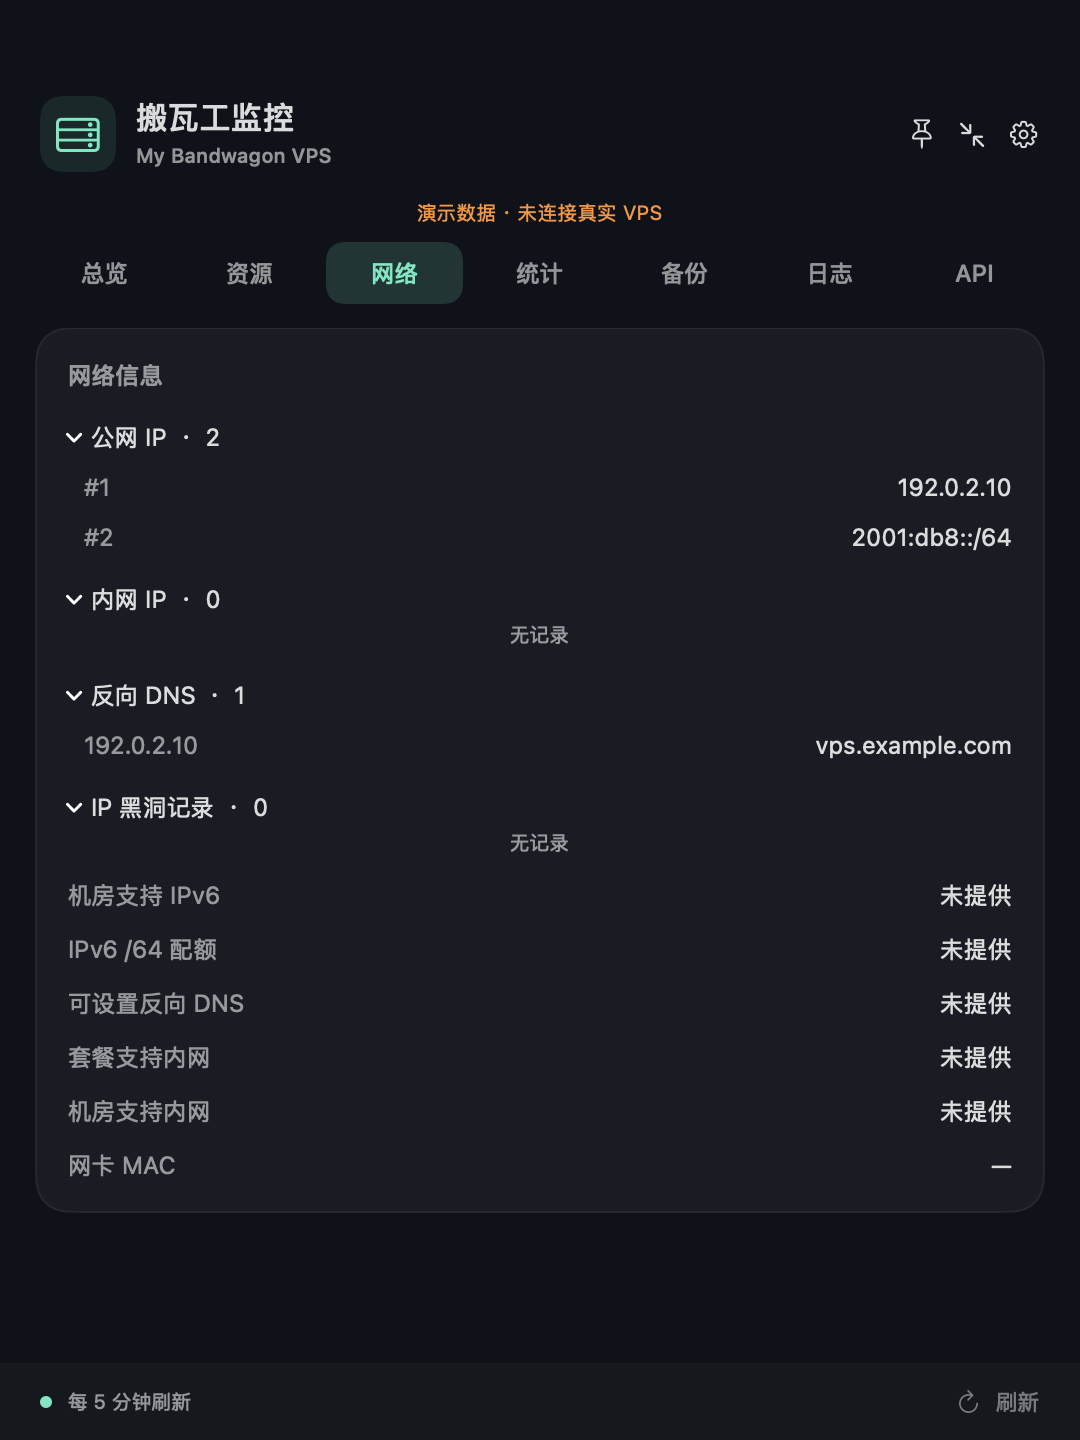 搬瓦工监控
My Bandwagon VPS
演示数据 · 未连接真实 VPS
总览 资源 网络 统计 备份 日志 API
网络信息
公网 IP · 2
#1 192.0.2.10
#2 2001:db8::/64
内网 IP · 0
无记录
反向 DNS · 1
192.0.2.10 vps.example.com
IP 黑洞记录 · 0
无记录
机房支持 IPv6 未提供
IPv6 /64 配额 未提供
可设置反向 DNS 未提供
套餐支持内网 未提供
机房支持内网 未提供
网卡 MAC —
每 5 分钟刷新 刷新